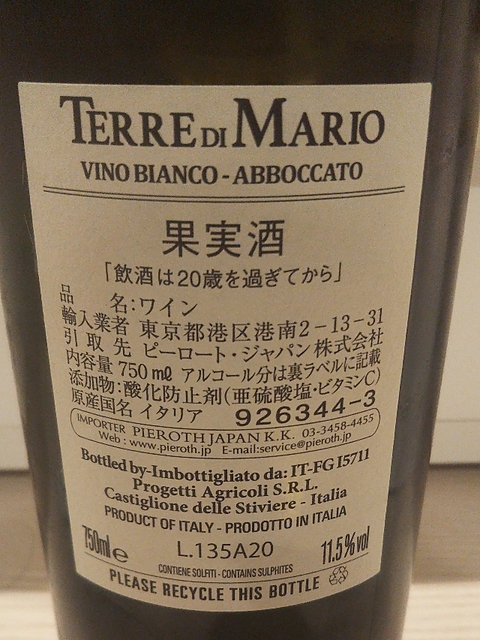 TERRE DI MARIO
VINO BIANCO - ABBOCCATO
果実酒
「飲酒は20歳を過ぎてから」
品　　名:ワイン
輸入業者 東京都港区港南2-13-31
引取先 ピーロート・ジャパン株式会社
内容量 750㎖ アルコール分は裏ラベルに記載
添加物:酸化防止剤(亜硫酸塩・ビタミンC)
原産国名 イタリア 926344-3
IMPORTER PIEROTH JAPAN K.K. 03-3458-4455
Web : www.pieroth.jp E-mail:service@pieroth.jp
Bottled by-Imbottigliato da: IT-FG I5711
Progetti Agricoli S.R.L.
Castiglione delle Stiviere - Italia
PRODUCT OF ITALY - PRODOTTO IN ITALIA
750ml e L.135A20 11.5% vol
CONTIENE SOLFITI - CONTAINS SULPHITES
PLEASE RECYCLE THIS BOTTLE